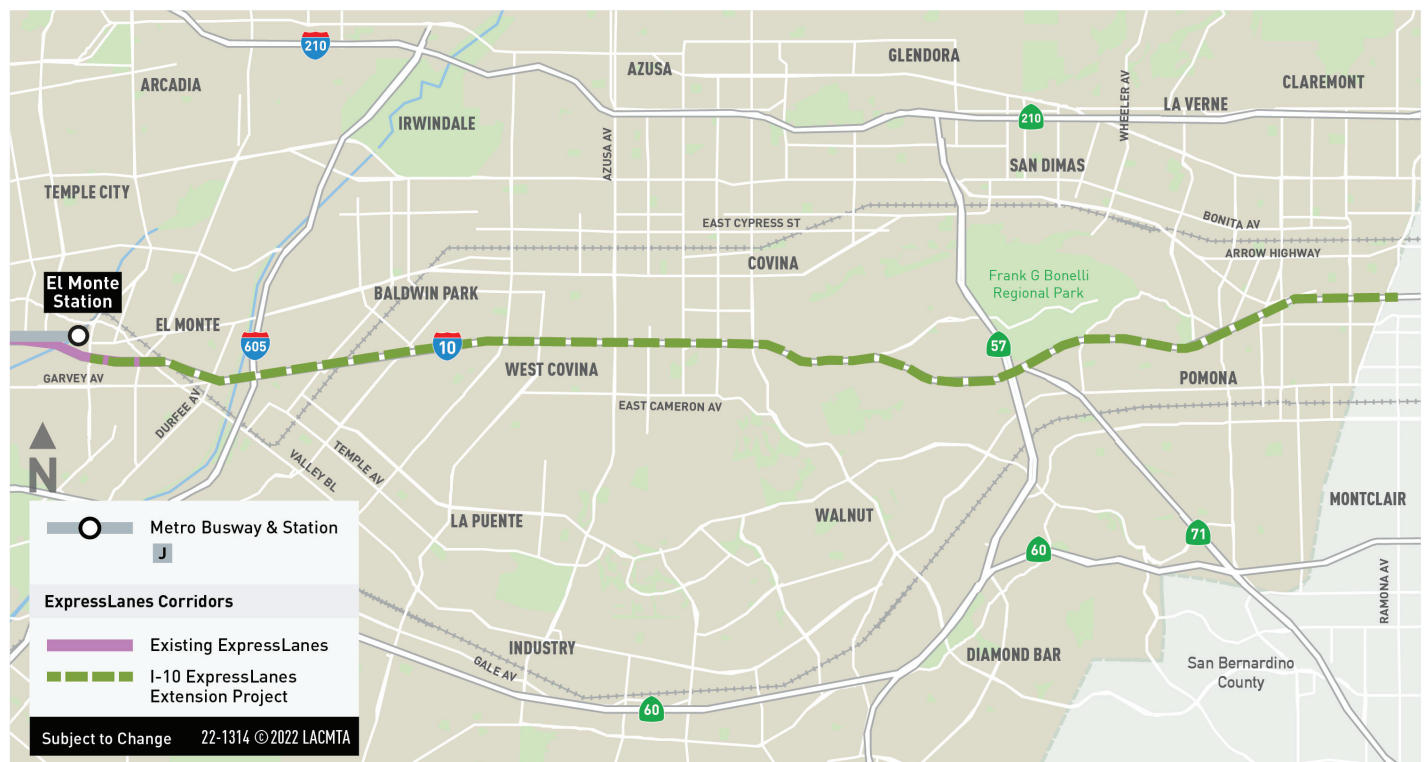 210
ARCADIA
AZUSA
GLENDORA
CLAREMONT
LA VERNE
WHEELER AV
IRWINDALE
210
AZUSA AV
SAN DIMAS
TEMPLE CITY
EAST CYPRESS ST
BONITA AV
ARROW HIGHWAY
COVINA
Frank G Bonelli
Regional Park
El Monte
Station
BALDWIN PARK
EL MONTE
605
10
57
WEST COVINA
POMONA
GARVEY AV
DURFEE AV
EAST CAMERON AV
N
TEMPLE AV
VALLEY BL
LA PUENTE
WALNUT
MONTCLAIR
71
60
RAMONA AV
INDUSTRY
GALE AV
DIAMOND BAR
San Bernardino
County
60
Metro Busway & Station
J
ExpressLanes Corridors
Existing ExpressLanes
I-10 ExpressLanes
Extension Project
Subject to Change 22-1314 ©2022 LACMTA